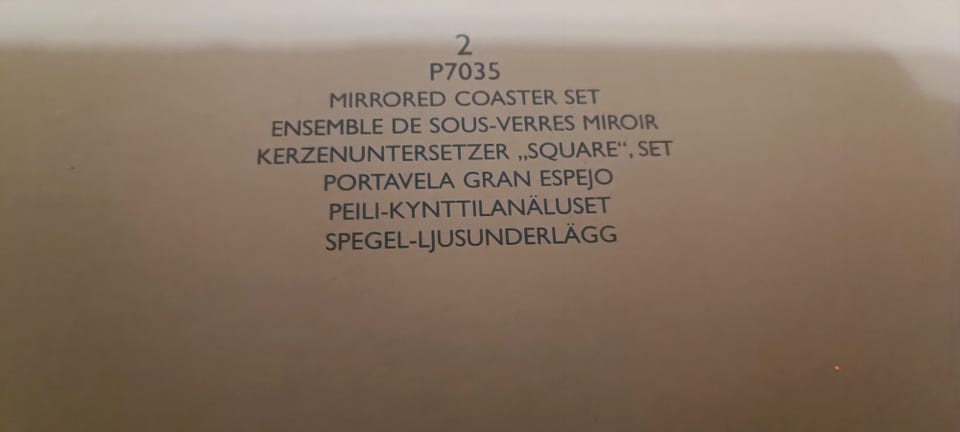 2
P7035
MIRRORED COASTER SET
ENSEMBLE DE SOUS-VERRES MIROIR
KERZENUNTERSETZER „SQUARE“, SET
PORTAVELA GRAN ESPEJO
PEILI-KYNTTILANÄLUSET
SPEGEL-LJUSUNDERLÄGG